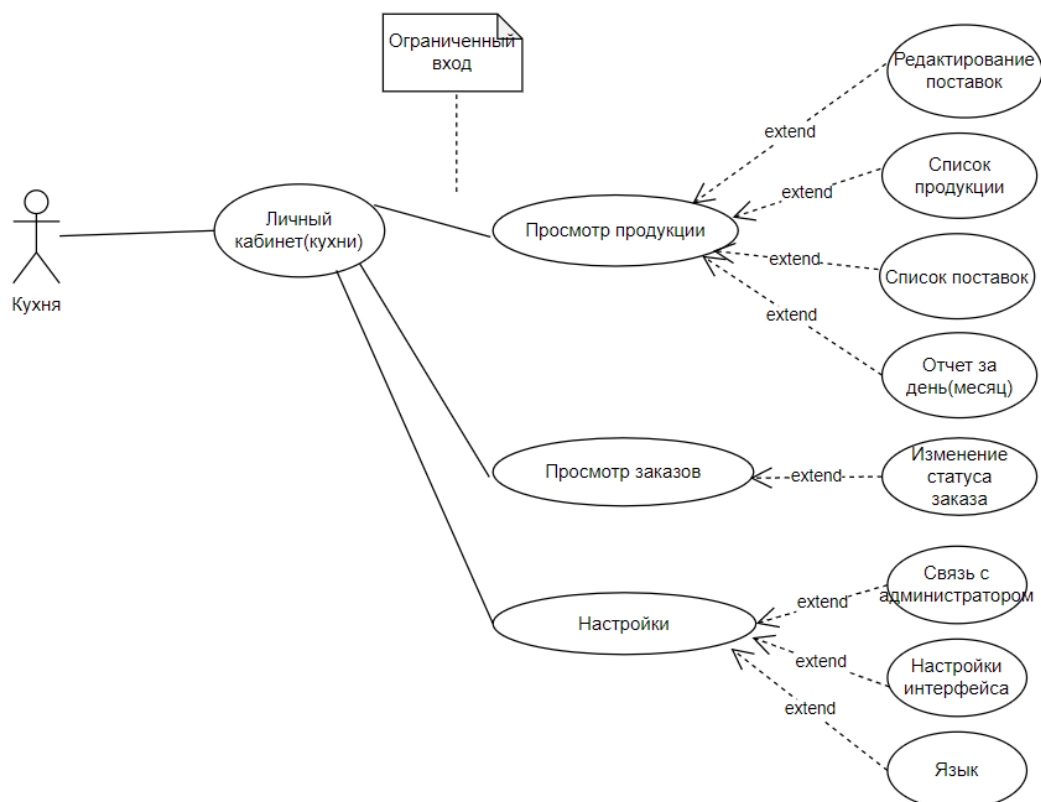 Ограниченный
вход
Редактирование
поставок
extend
Список
продукции
extend
Личный
кабинет(кухни)
Просмотр продукции
extend
Список поставок
Кухня
extend
Отчет за
день(месяц)
Просмотр заказов
extend
Изменение
статуса
заказа
Связь с
администратором
extend
Настройки
extend
Настройки
интерфейса
extend
Язык